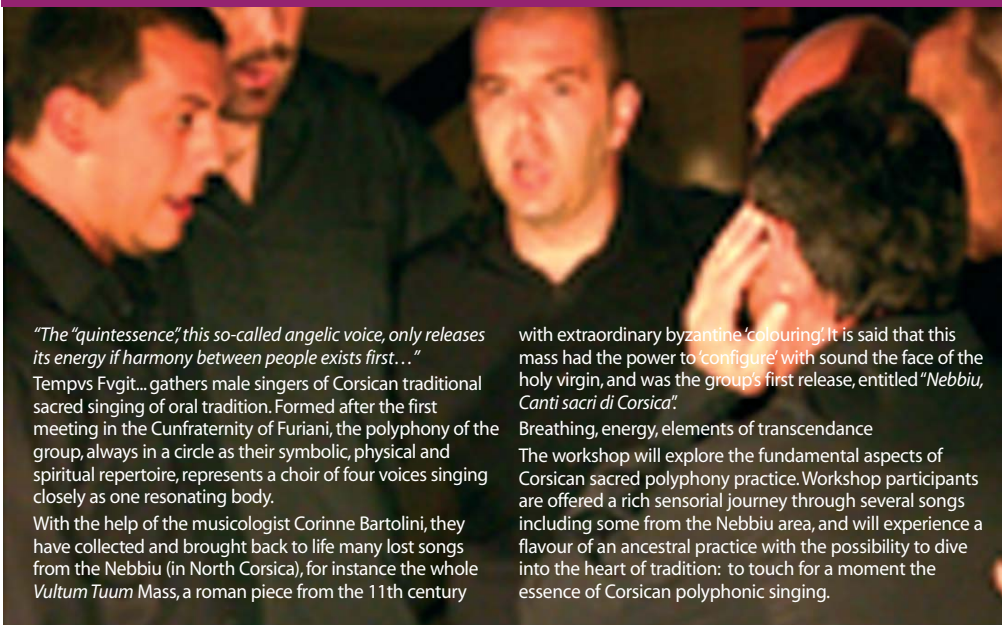 “The “quintessence”, this so-called angelic voice, only releases
its energy if harmony between people exists first…”
Tempvs Fvgit... gathers male singers of Corsican traditional
sacred singing of oral tradition. Formed after the first
meeting in the Cunfraternity of Furiani, the polyphony of the
group, always in a circle as their symbolic, physical and
spiritual repertoire, represents a choir of four voices singing
closely as one resonating body.
With the help of the musicologist Corinne Bartolini, they
have collected and brought back to life many lost songs
from the Nebbiu (in North Corsica), for instance the whole
Vultum Tuum Mass, a roman piece from the 11th century
with extraordinary byzantine ‘colouring’. It is said that this
mass had the power to ‘configure’ with sound the face of the
holy virgin, and was the group’s first release, entitled “Nebbiu,
Canti sacri di Corsica”.
Breathing, energy, elements of transcendance
The workshop will explore the fundamental aspects of
Corsican sacred polyphony practice. Workshop participants
are offered a rich sensorial journey through several songs
including some from the Nebbiu area, and will experience a
flavour of an ancestral practice with the possibility to dive
into the heart of tradition: to touch for a moment the
essence of Corsican polyphonic singing.